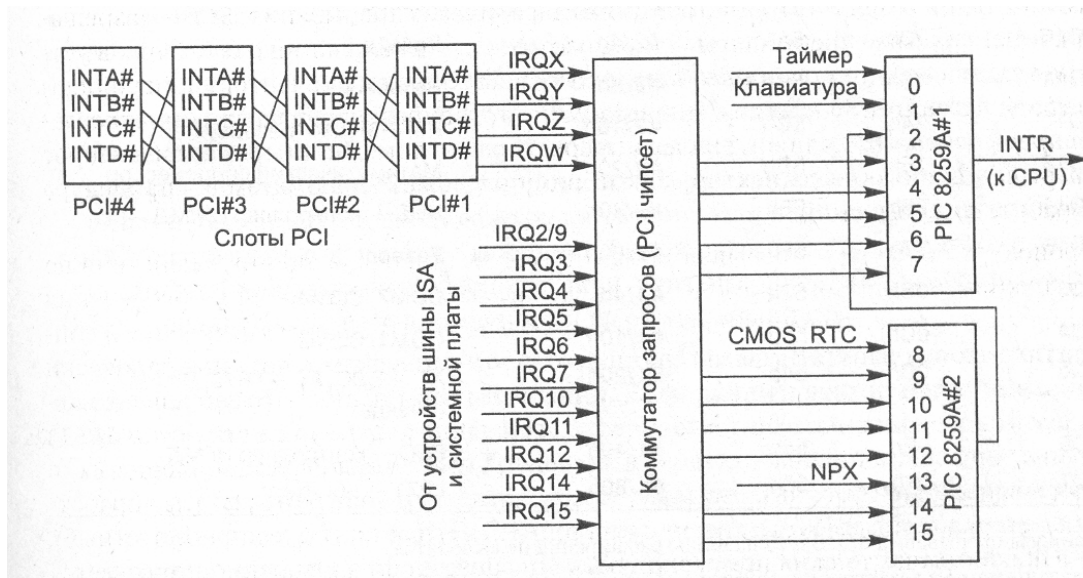 INTA# INTA# INTA# INTA#
INTB# INTB# INTB# INTB#
INTC# INTC# INTC# INTC#
INTD# INTD# INTD# INTD#
PCI#4 PCI#3 PCI#2 PCI#1
Слоты PCI
IRQX
IRQY
IRQZ
IRQW
От устройств шины ISA
и системной платы
IRQ2/9
IRQ3
IRQ4
IRQ5
IRQ6
IRQ7
IRQ10
IRQ11
IRQ12
IRQ14
IRQ15
Коммутатор запросов (PCI чипсет)
Таймер
Клавиатура
0
1
2
3
4
5
6
7
PIC 8259A#1
INTR
(к CPU)
CMOS RTC
NPX
8
9
10
11
12
13
14
15
PIC 8259A#2